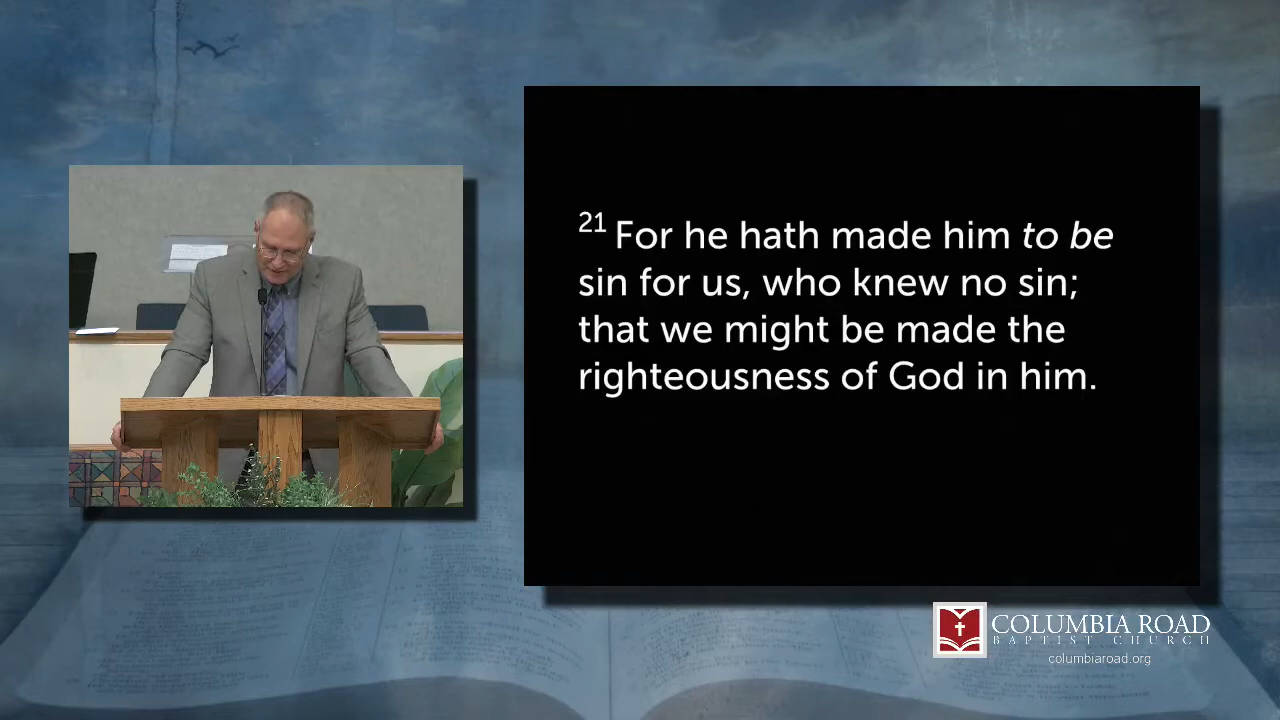 21 For he hath made him to be
sin for us, who knew no sin;
that we might be made the
righteousness of God in him.
COLUMBIA ROAD
BAPTIST CHURCH
columbiaroad.org